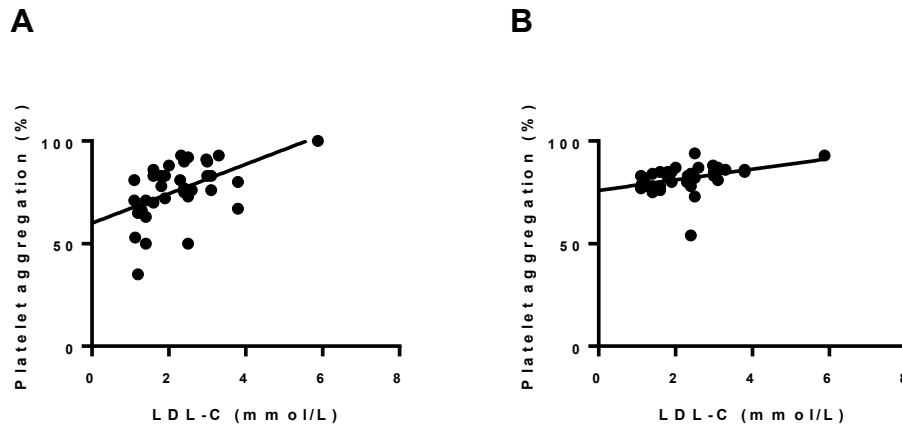 A
B
Platelet aggregation (%)
100
50
0
0 2 4 6 8
LDL-C (mmol/L)
Platelet aggregation (%)
100
50
0
0 2 4 6 8
LDL-C (mmol/L)